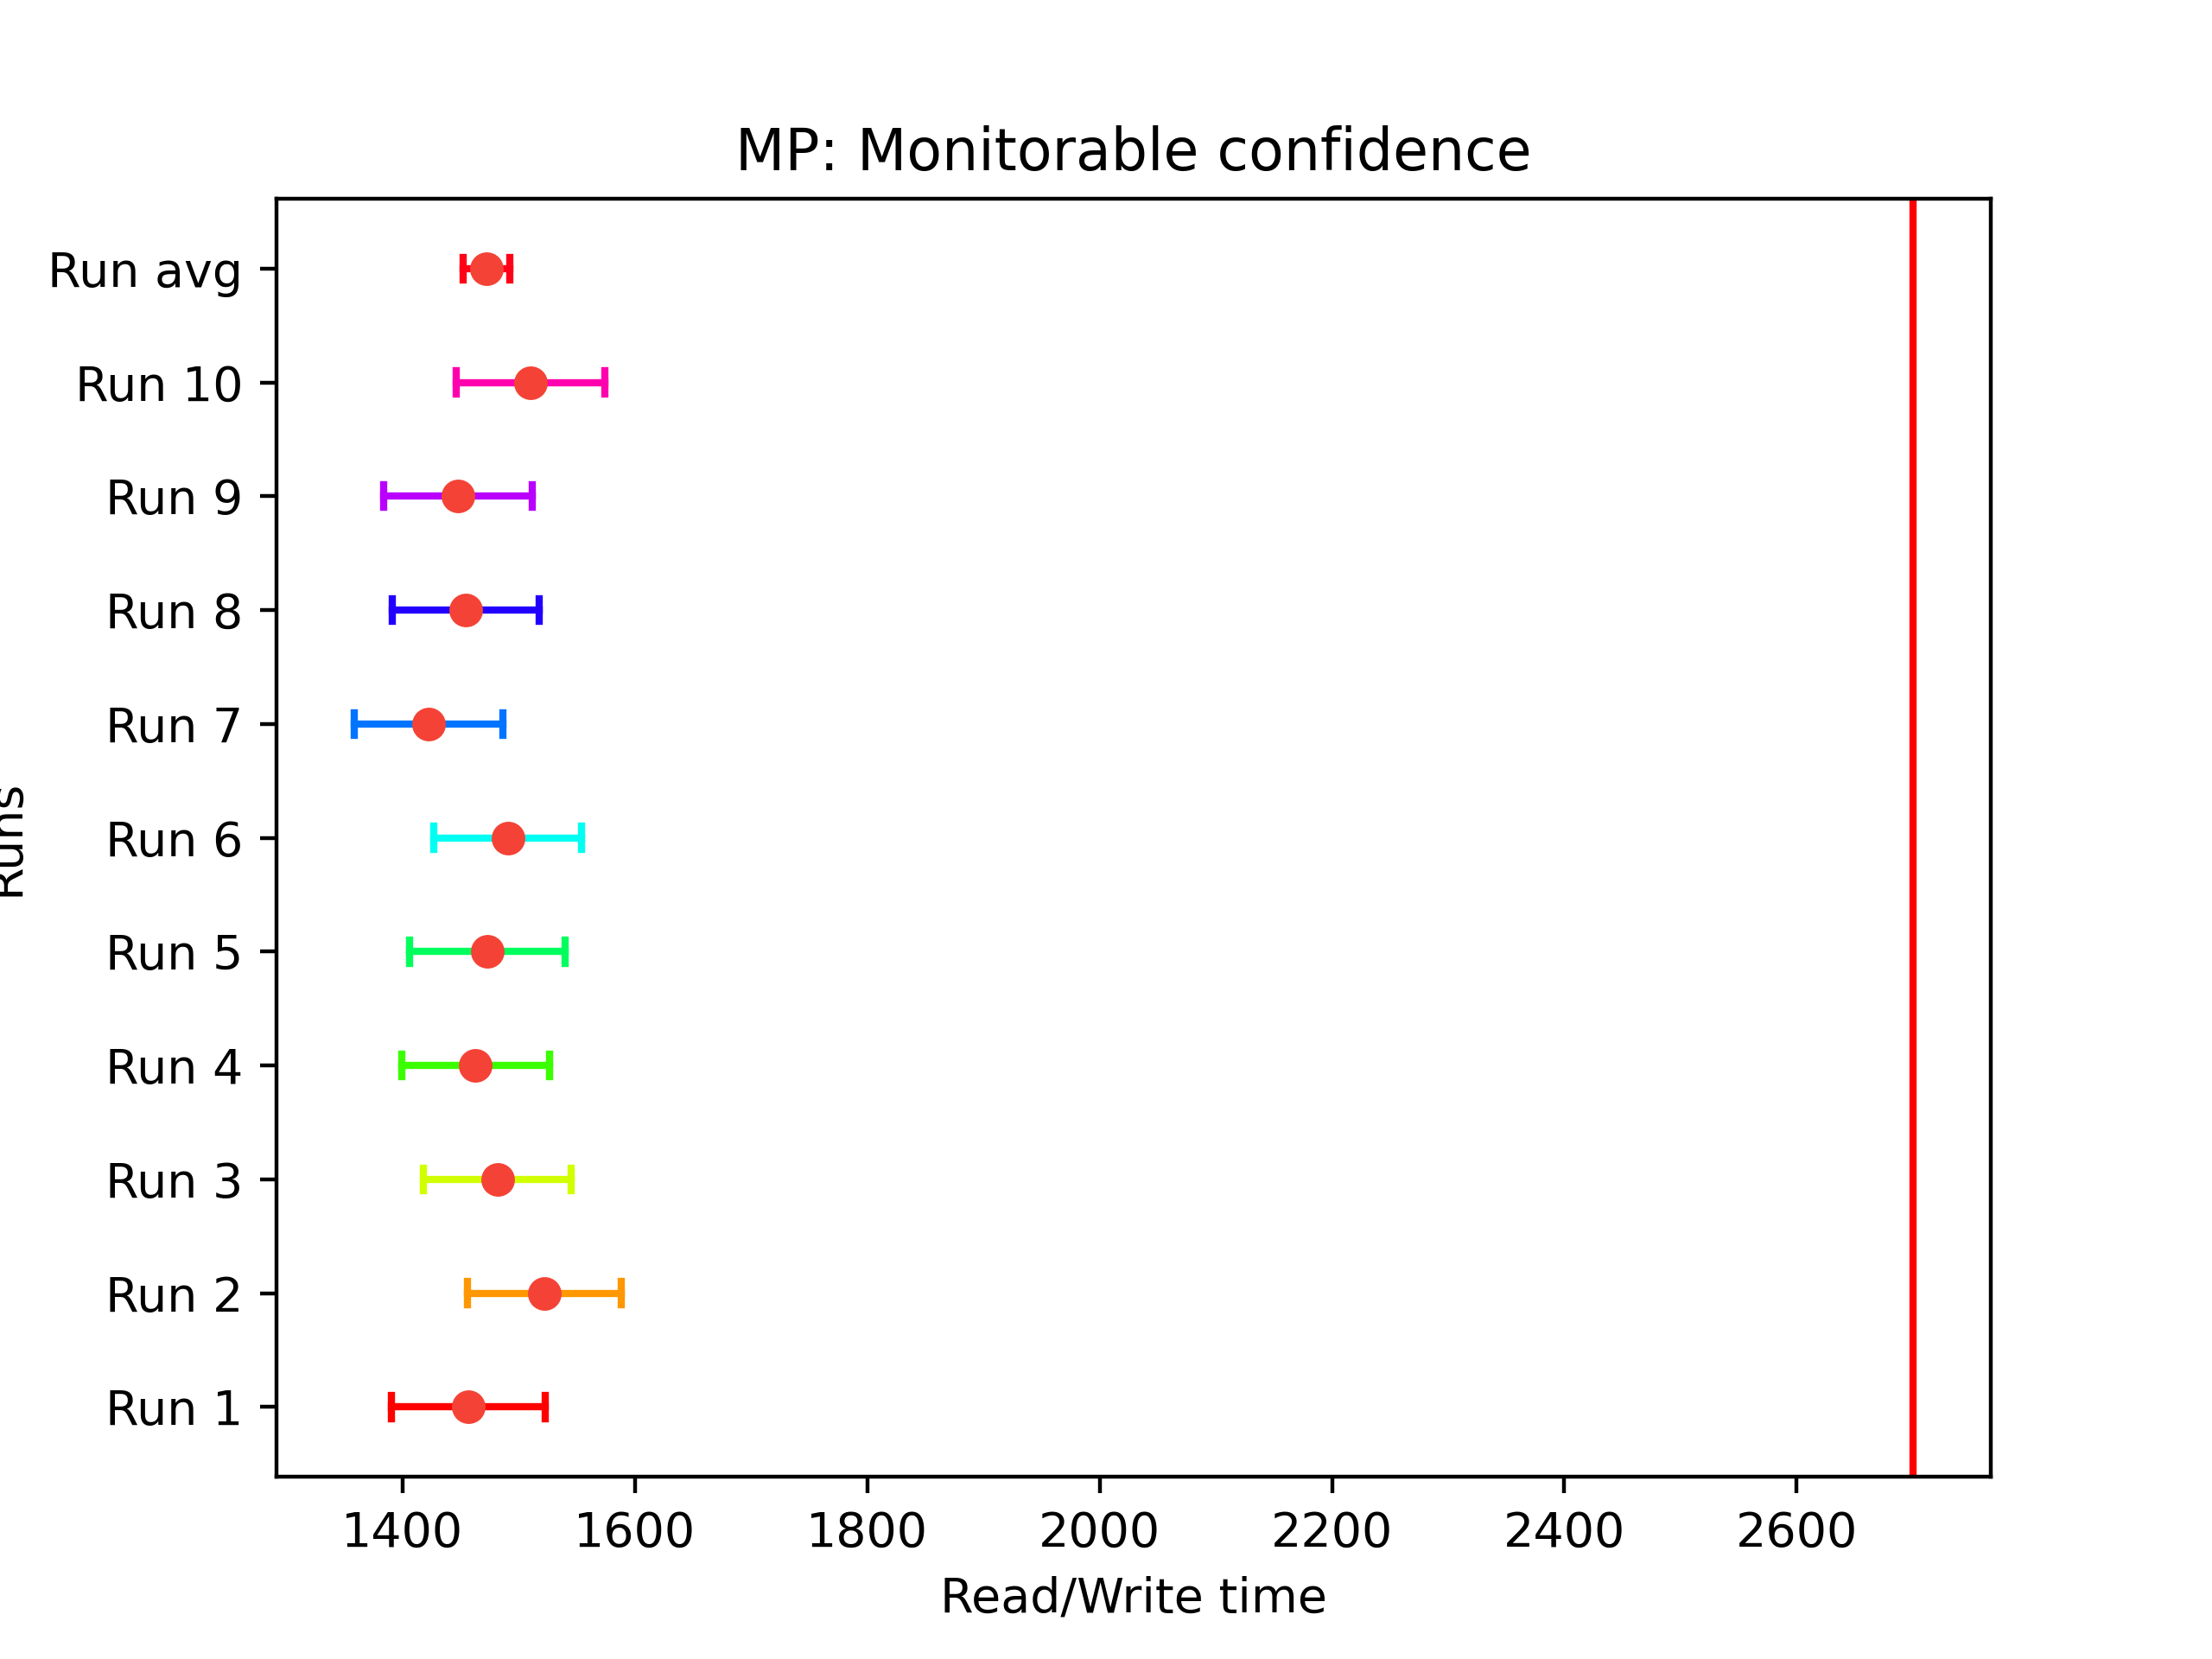 MP: Monitorable confidence
Run avg
Run 10
Run 9
Run 8
Run 7
Run 6
Run 5
Run 4
Run 3
Run 2
Run 1
Runs
1400 1600 1800 2000 2200 2400 2600
Read/Write time